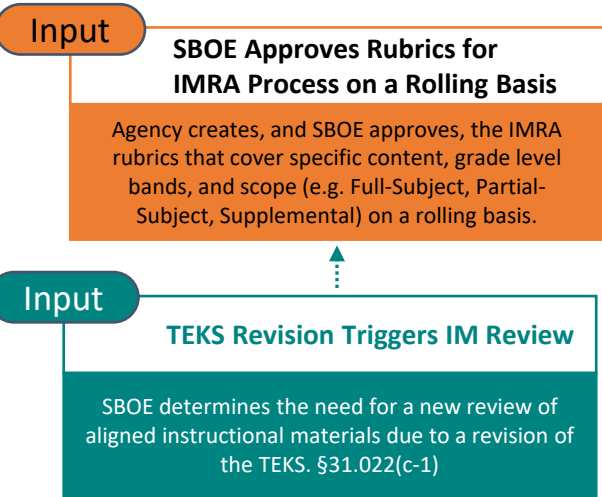 Input
SBOE Approves Rubrics for
IMRA Process on a Rolling Basis
Agency creates, and SBOE approves, the IMRA
rubrics that cover specific content, grade level
bands, and scope (e.g. Full-Subject, Partial-
Subject, Supplemental) on a rolling basis.
Input
TEKS Revision Triggers IM Review
SBOE determines the need for a new review of
aligned instructional materials due to a revision of
the TEKS. §31.022(c-1)